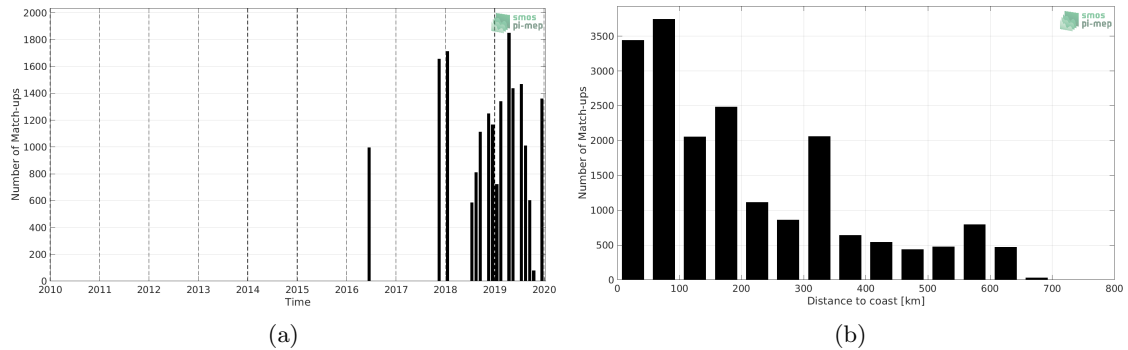 smos
pi-mep
Number of Match-ups
2000
1800
1600
1400
1200
1000
800
600
400
200
0
2010 2011 2012 2013 2014 2015 2016 2017 2018 2019 2020
Time
(a)
smos
pi-mep
Number of Match-ups
3500
3000
2500
2000
1500
1000
500
0
0 100 200 300 400 500 600 700 800
Distance to coast [km]
(b)